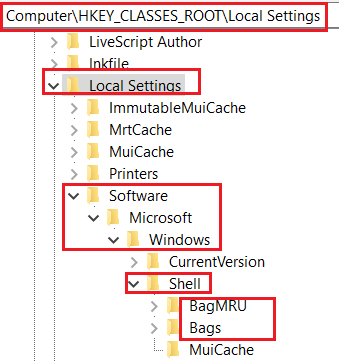 Computer\HKEY_CLASSES_ROOT\Local Settings
LiveScript Author
lnkfile
Local Settings
ImmutableMuiCache
MrtCache
MuiCache
Printers
Software
Microsoft
Windows
CurrentVersion
Shell
BagMRU
Bags
MuiCache